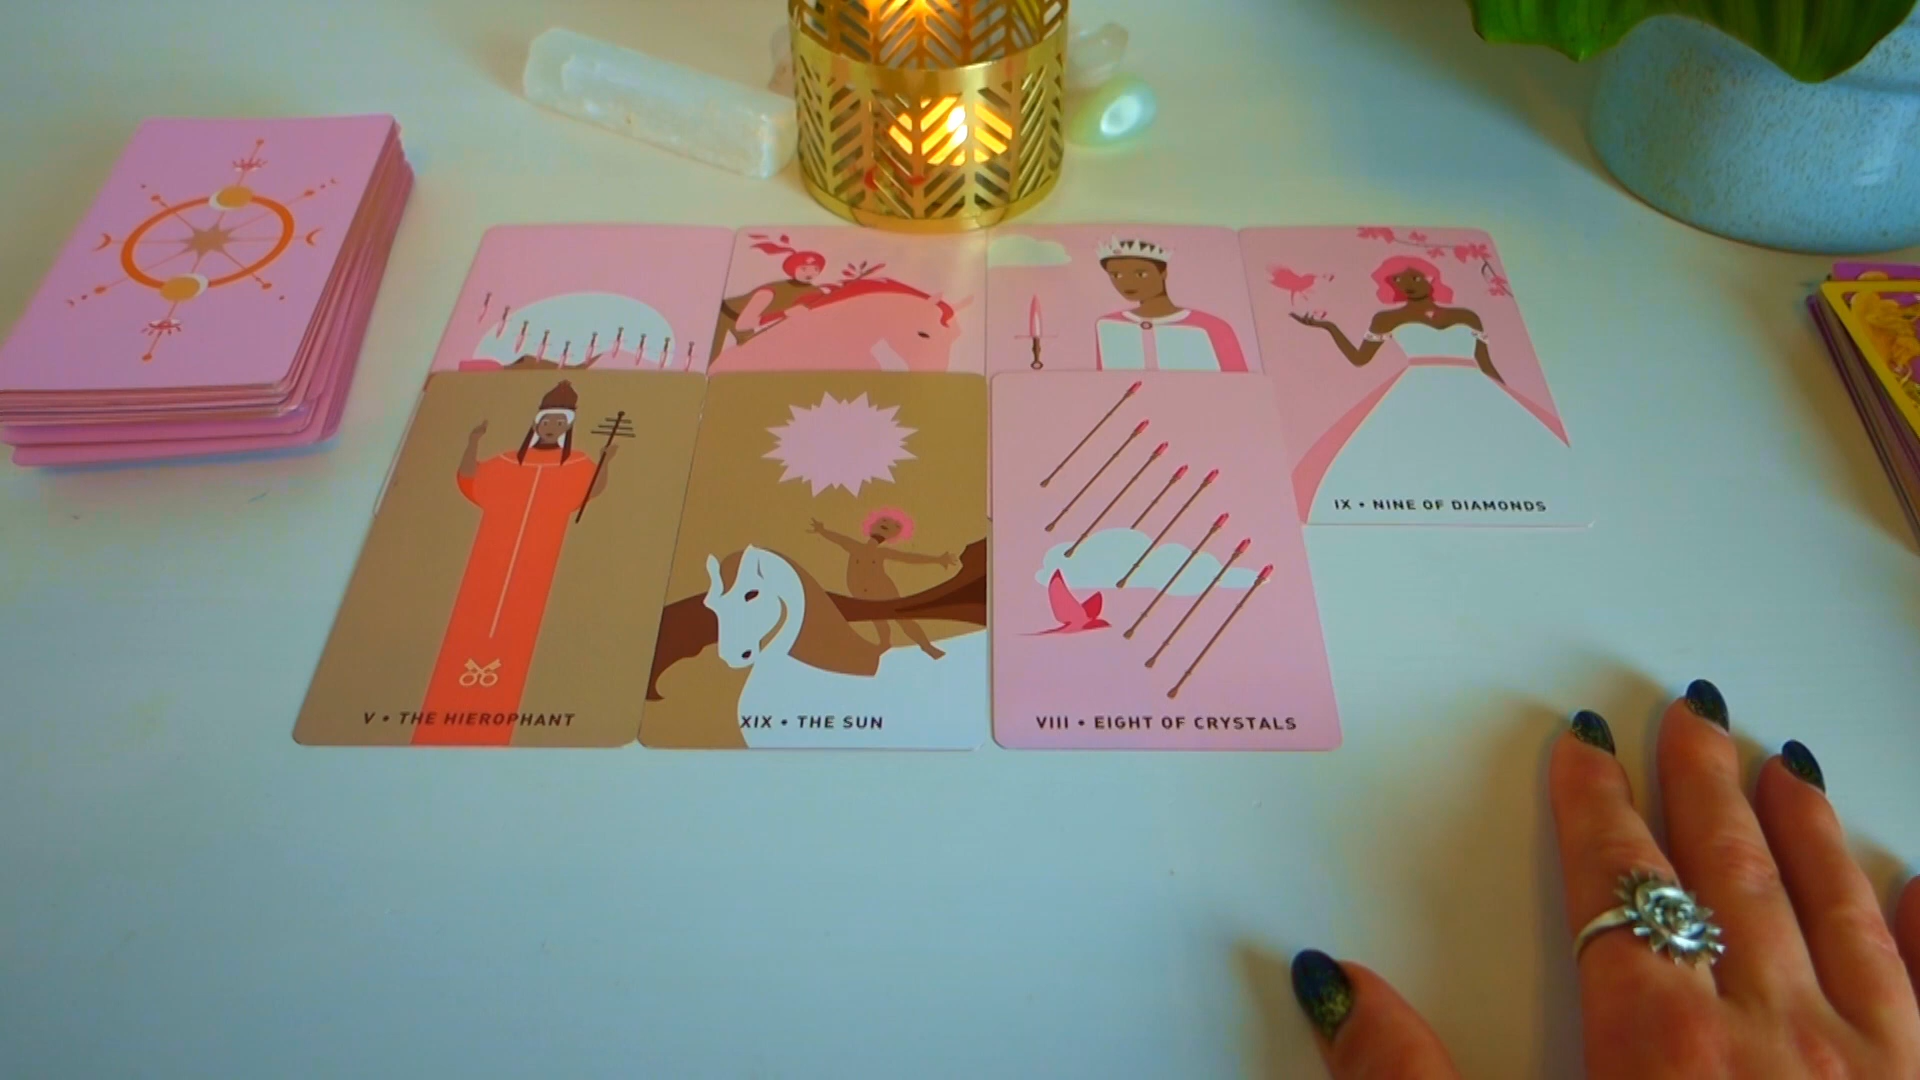 IX • NINE OF DIAMONDS
V • THE HIEROPHANT
XIX • THE SUN
VIII • EIGHT OF CRYSTALS